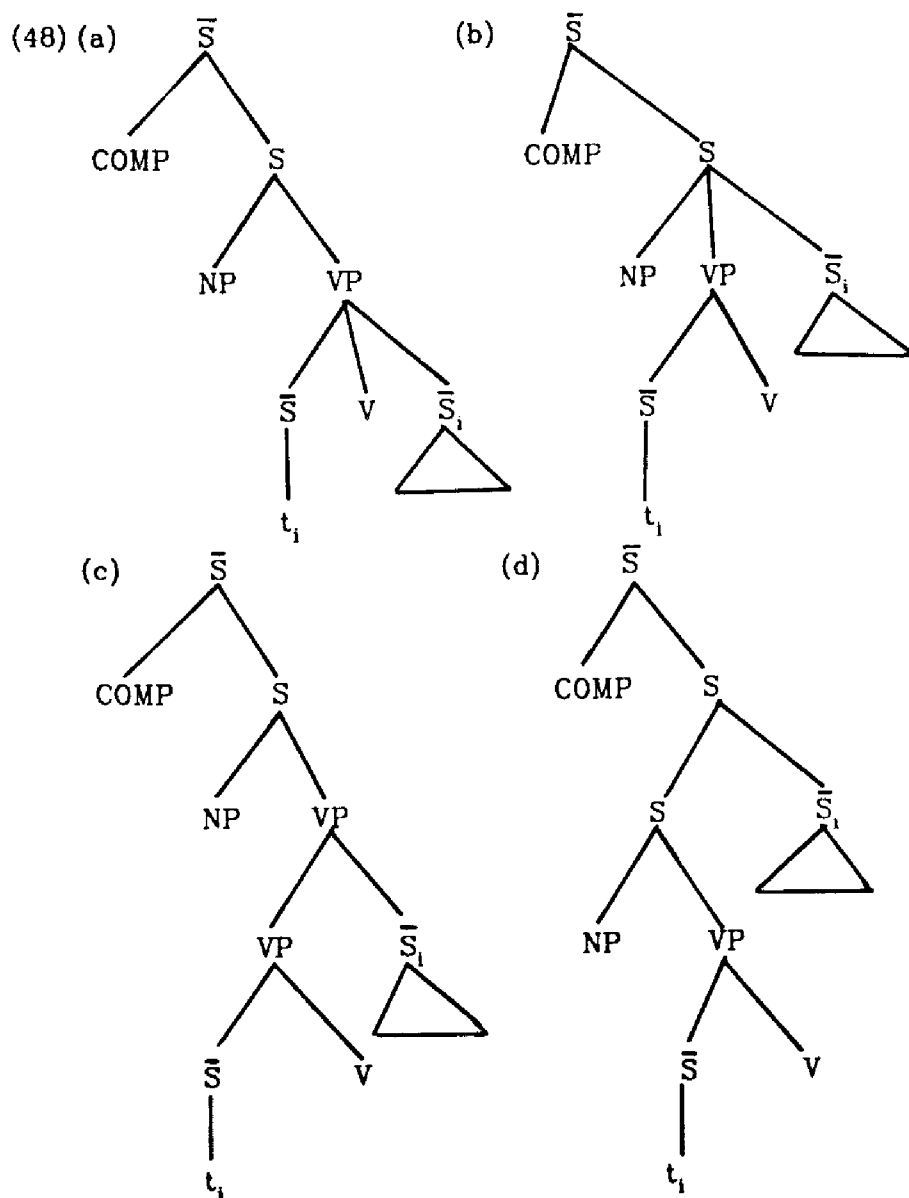 (48) (a) S̄ (b) S̄
COMP S COMP S
NP VP NP VP S̄ᵢ
S̄ V S̄ᵢ S̄ V
tᵢ tᵢ
(c) S̄ (d) S̄
COMP S COMP S
NP VP S S̄ᵢ
VP S̄ᵢ NP VP
S̄ V S̄ V
tᵢ tᵢ